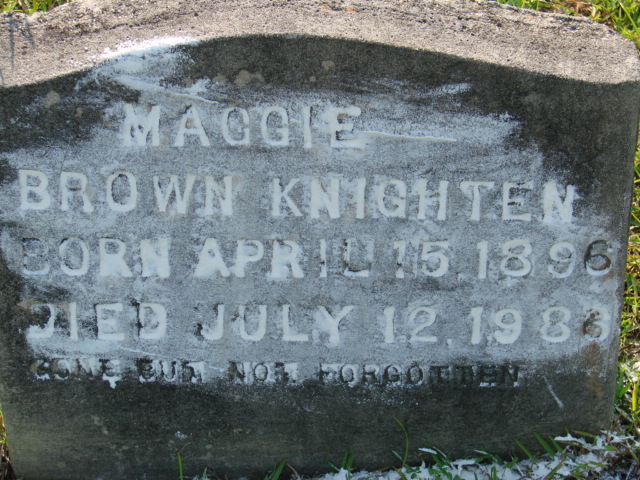 MAGGIE
BROWN KNIGHTEN
BORN APRIL 15, 1896
DIED JULY 12, 1983
GONE BUT NOT FORGOTTEN